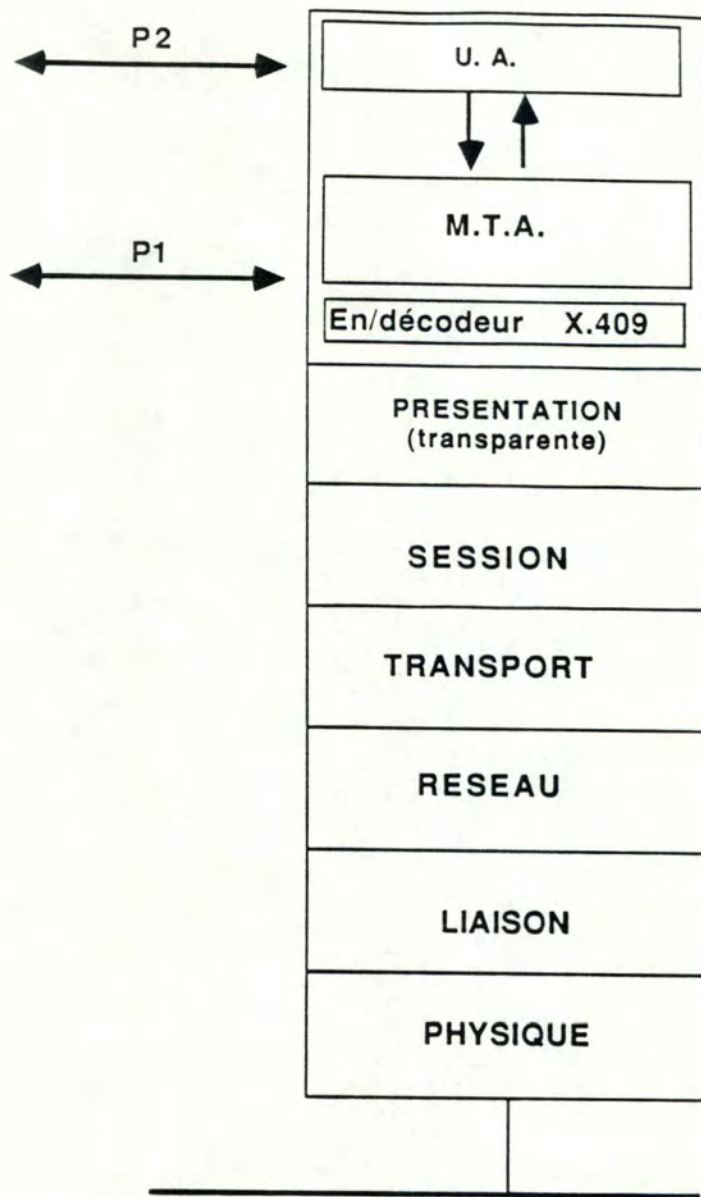 P2
U. A.
M.T.A.
P1
En/décodeur X.409
PRESENTATION
(transparente)
SESSION
TRANSPORT
RESEAU
LIAISON
PHYSIQUE